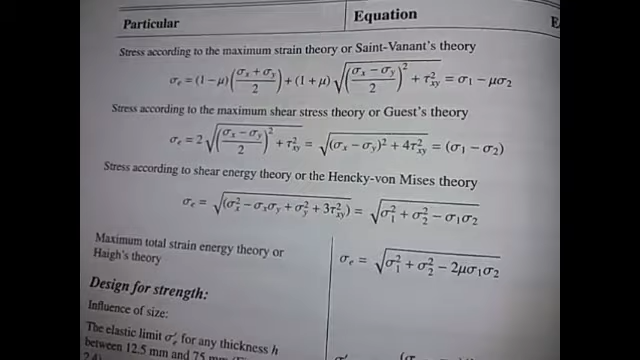 Particular
Equation
E
Stress according to the maximum strain theory or Saint-Vanant's theory
σe = (1 − μ)((σx + σy)/2) + (1 + μ)√(((σx − σy)/2)² + τ²xy) = σ1 − μσ2
Stress according to the maximum shear stress theory or Guest's theory
σe = 2√(((σx − σy)/2)² + τ²xy) = √((σx − σy)² + 4τ²xy) = (σ1 − σ2)
Stress according to shear energy theory or the Hencky-von Mises theory
σe = √(σ²x − σxσy + σ²y + 3τ²xy) = √(σ²1 + σ²2 − σ1σ2)
Maximum total strain energy theory or
Haigh's theory
σe = √(σ²1 + σ²2 − 2μσ1σ2)
Design for strength:
Influence of size:
The elastic limit σ′e for any thickness h
between 12.5 mm and 75 mm
2.4)